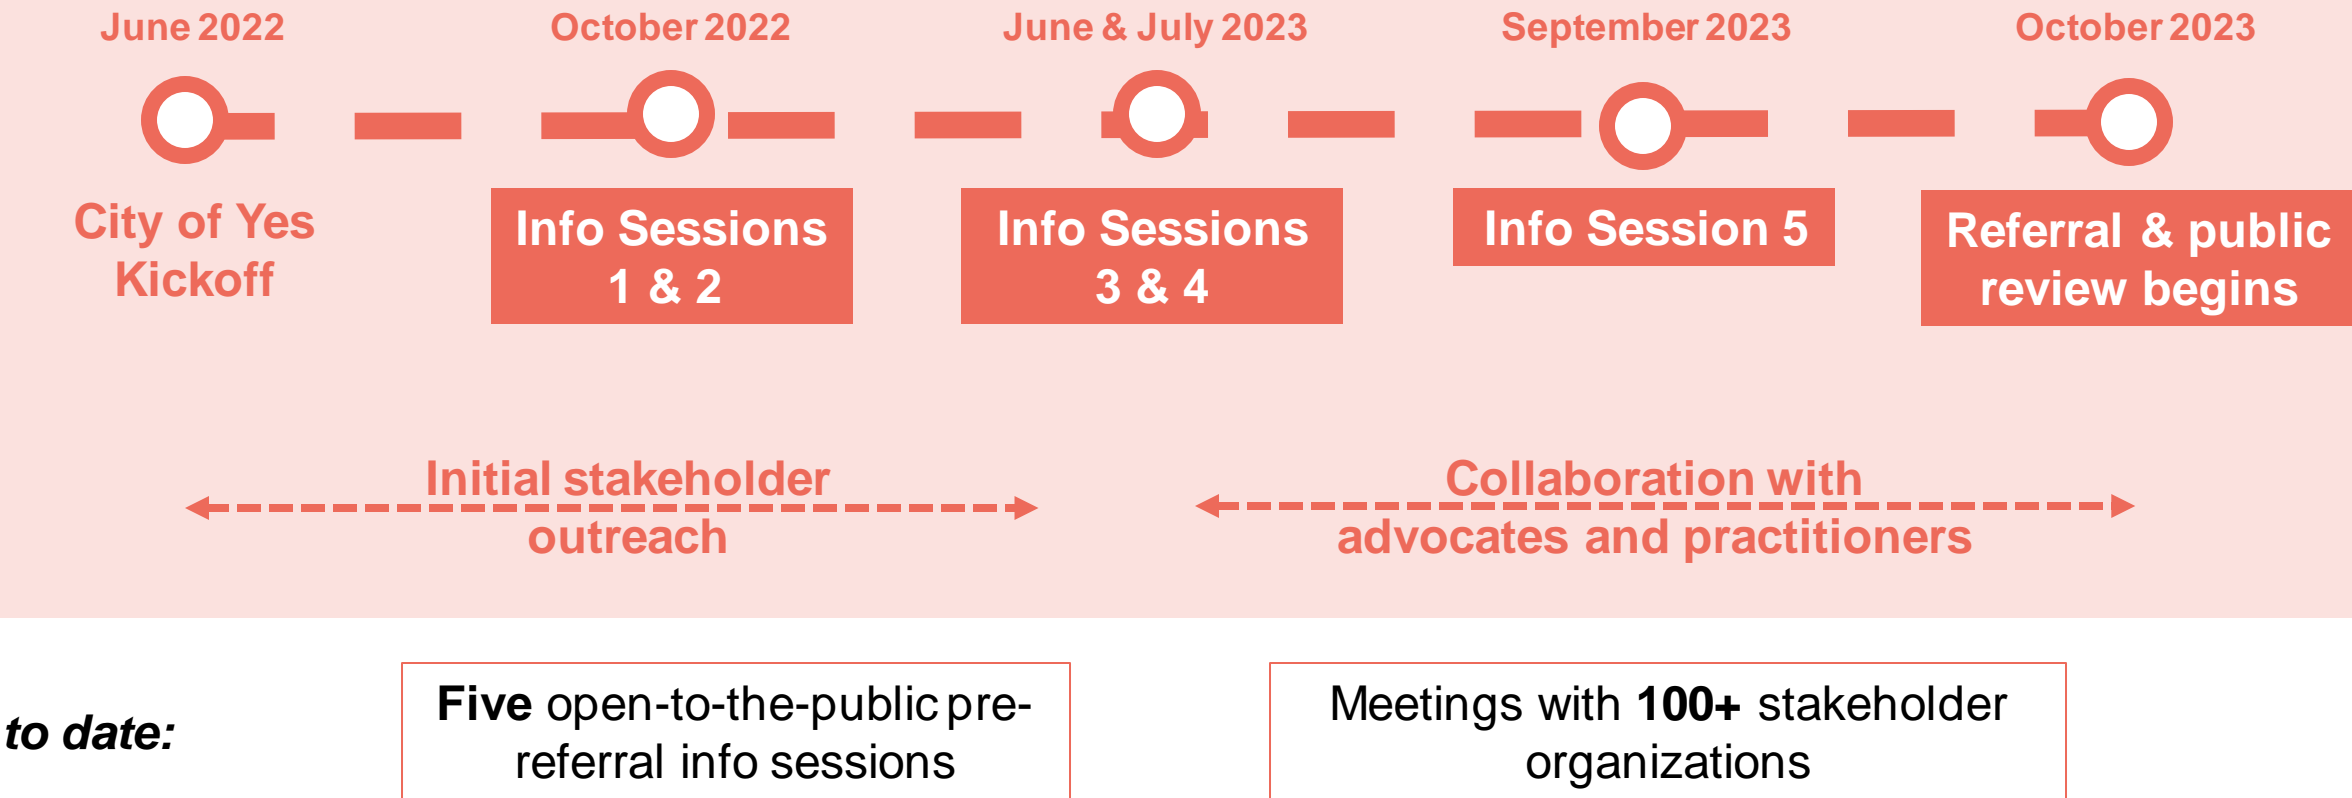 June 2022
October 2022
June & July 2023
September 2023
October 2023
City of Yes
Kickoff
Info Sessions
1 & 2
Info Sessions
3 & 4
Info Session 5
Referral & public
review begins
Initial stakeholder
outreach
Collaboration with
advocates and practitioners
to date:
Five open-to-the-public pre-
referral info sessions
Meetings with 100+ stakeholder
organizations